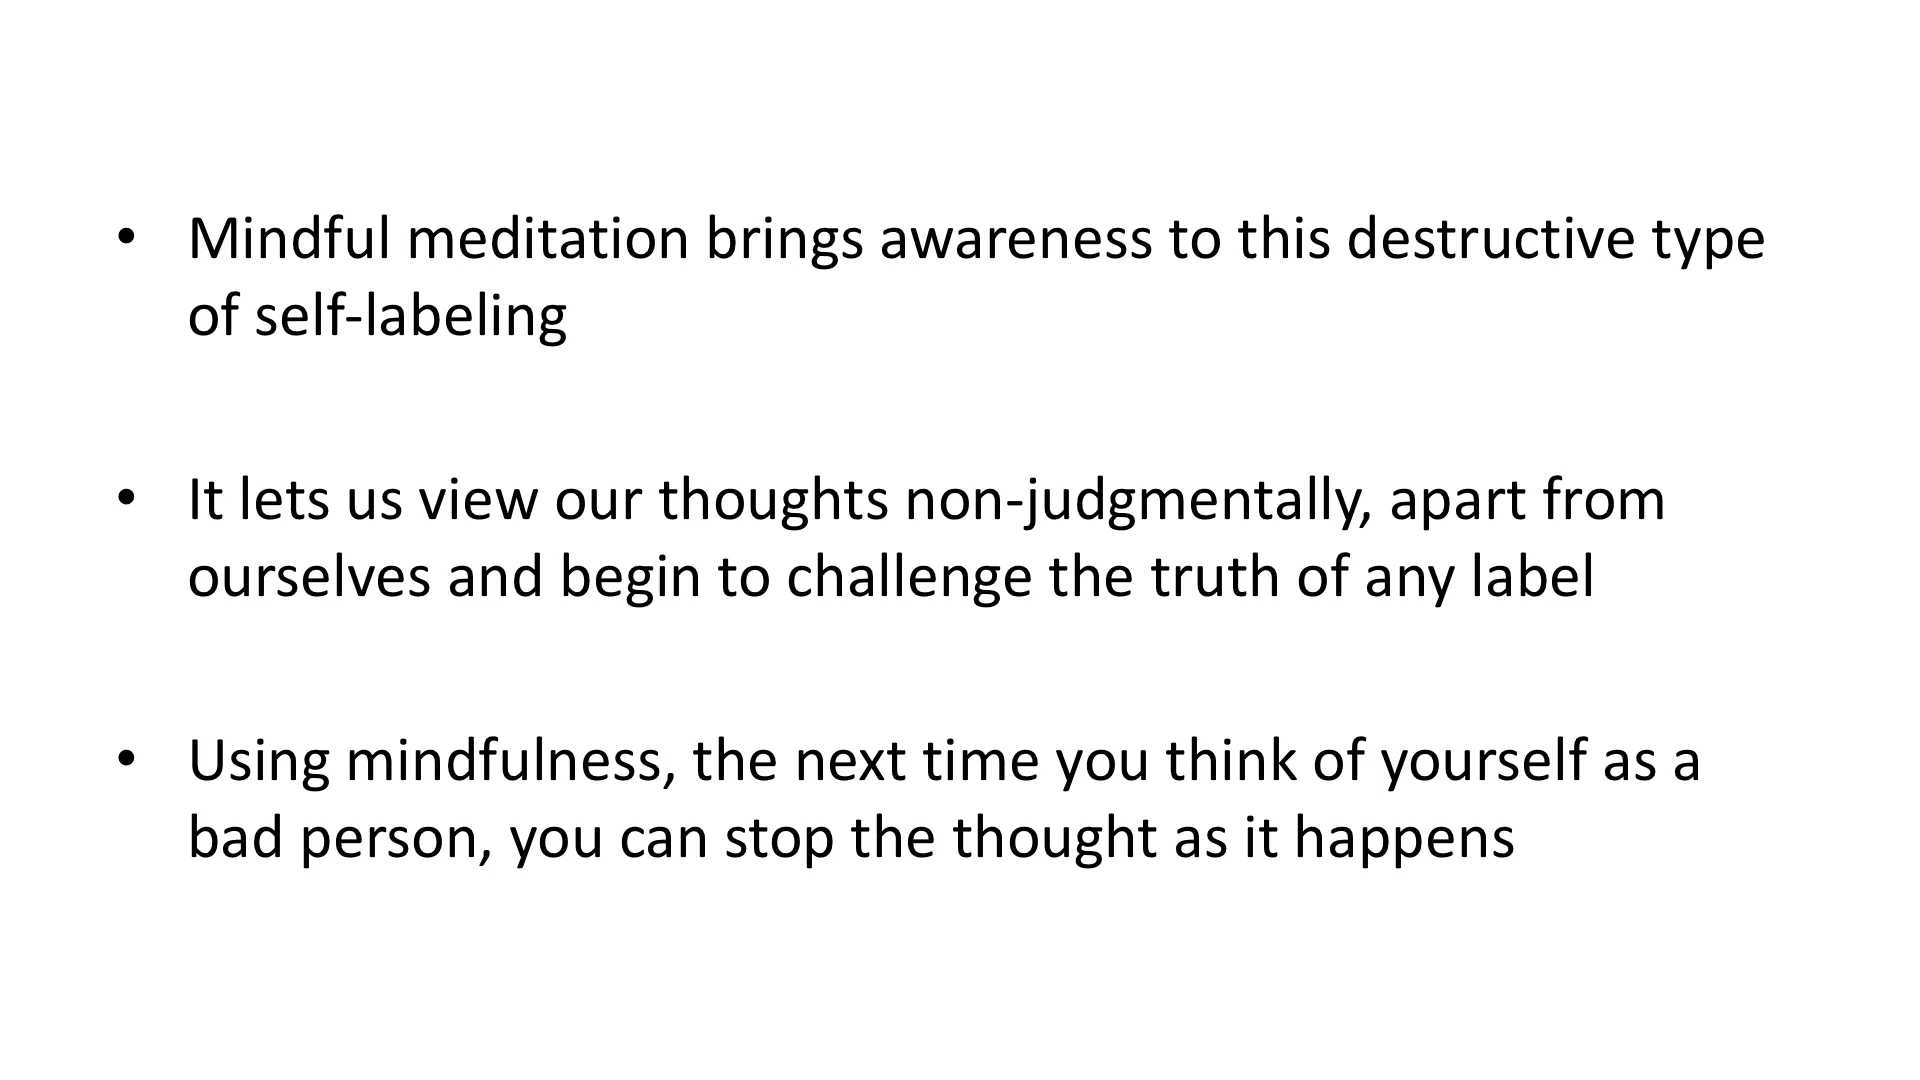 • Mindful meditation brings awareness to this destructive type
of self-labeling
• It lets us view our thoughts non-judgmentally, apart from
ourselves and begin to challenge the truth of any label
• Using mindfulness, the next time you think of yourself as a
bad person, you can stop the thought as it happens